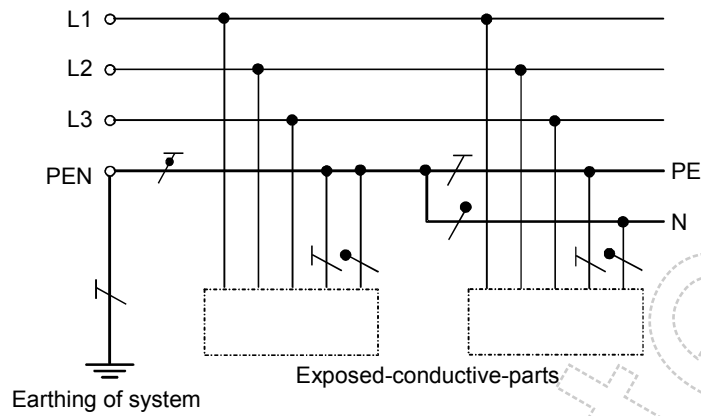 L1
L2
L3
PEN
PE
N
Exposed-conductive-parts
Earthing of system